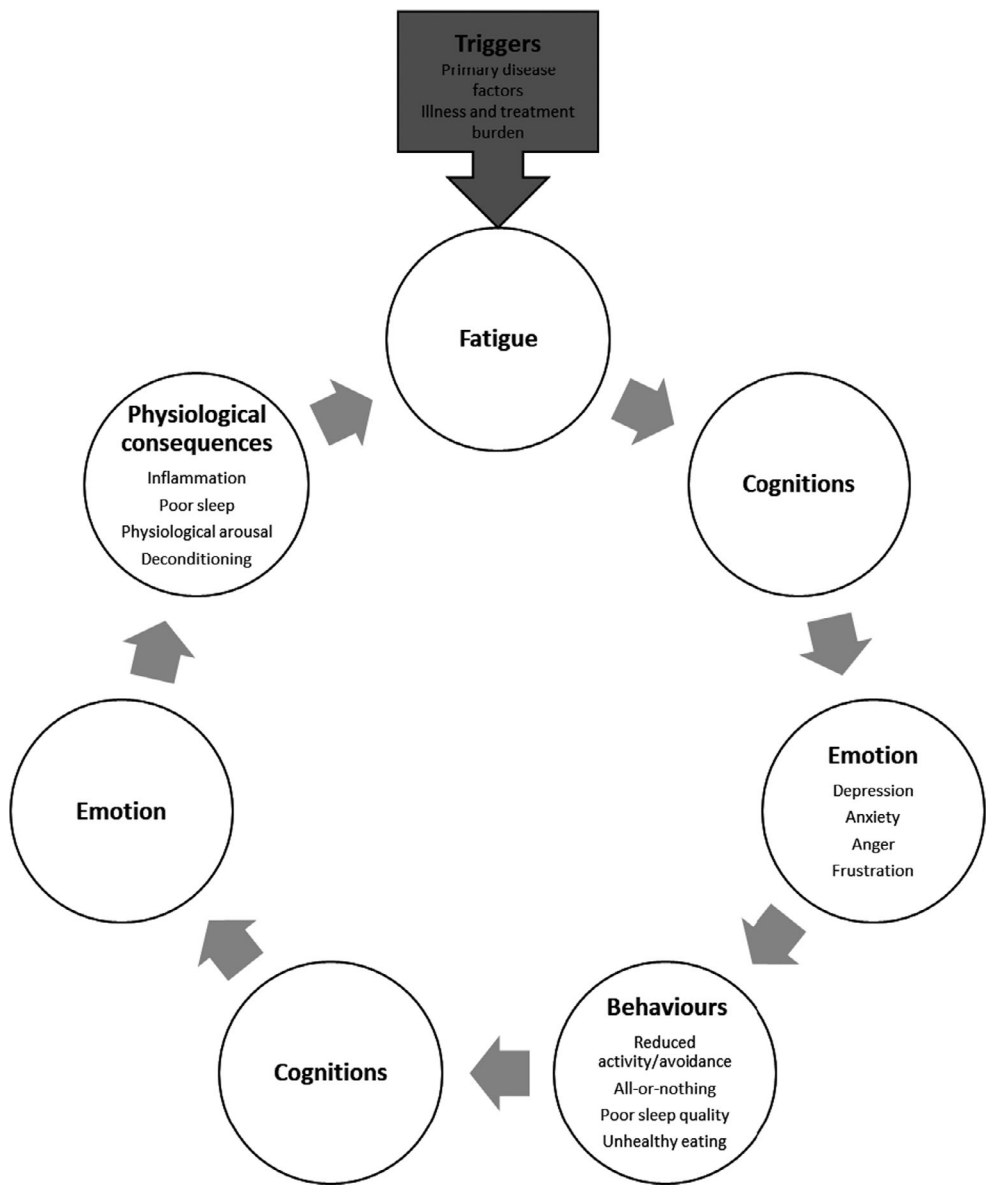 Triggers
Primary disease
factors
Illness and treatment
burden
Fatigue
Cognitions
Emotion
Depression
Anxiety
Anger
Frustration
Behaviours
Reduced
activity/avoidance
All-or-nothing
Poor sleep quality
Unhealthy eating
Cognitions
Emotion
Physiological
consequences
Inflammation
Poor sleep
Physiological arousal
Deconditioning